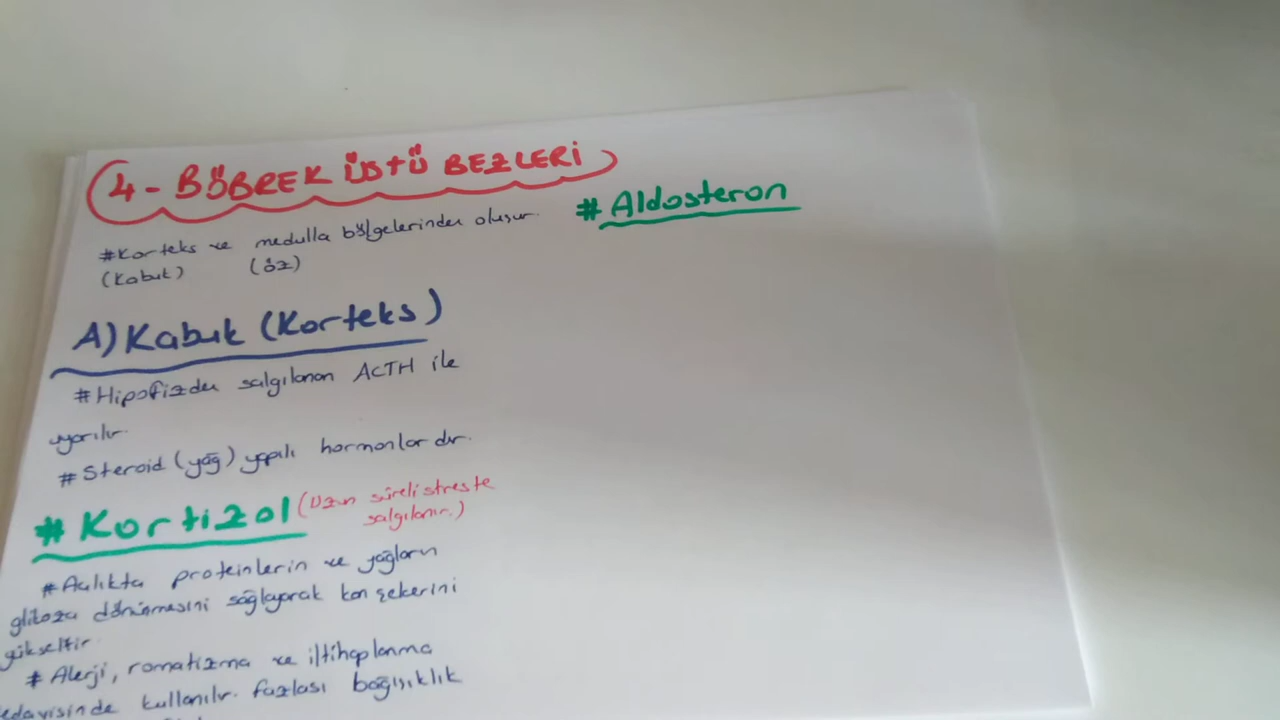 4- BÖBREK ÜSTÜ BEZLERİ
#Korteks ve medulla bölgelerinden oluşur.
(Kabuk) (öz)
A) Kabuk (Korteks)
#Hipofizden salgılanan ACTH ile
uyarılır.
#Steroid (yağ) yapılı hormonlardır.
#Kortizol (Uzun süreli streste
salgılanır.)
#Açlıkta proteinlerin ve yağların
glikoza dönüşmesini sağlayarak kan şekerini
yükseltir.
#Alerji, romatizma ve iltihaplanma
tedavisinde kullanılır. fazlası bağışıklık
#Aldosteron